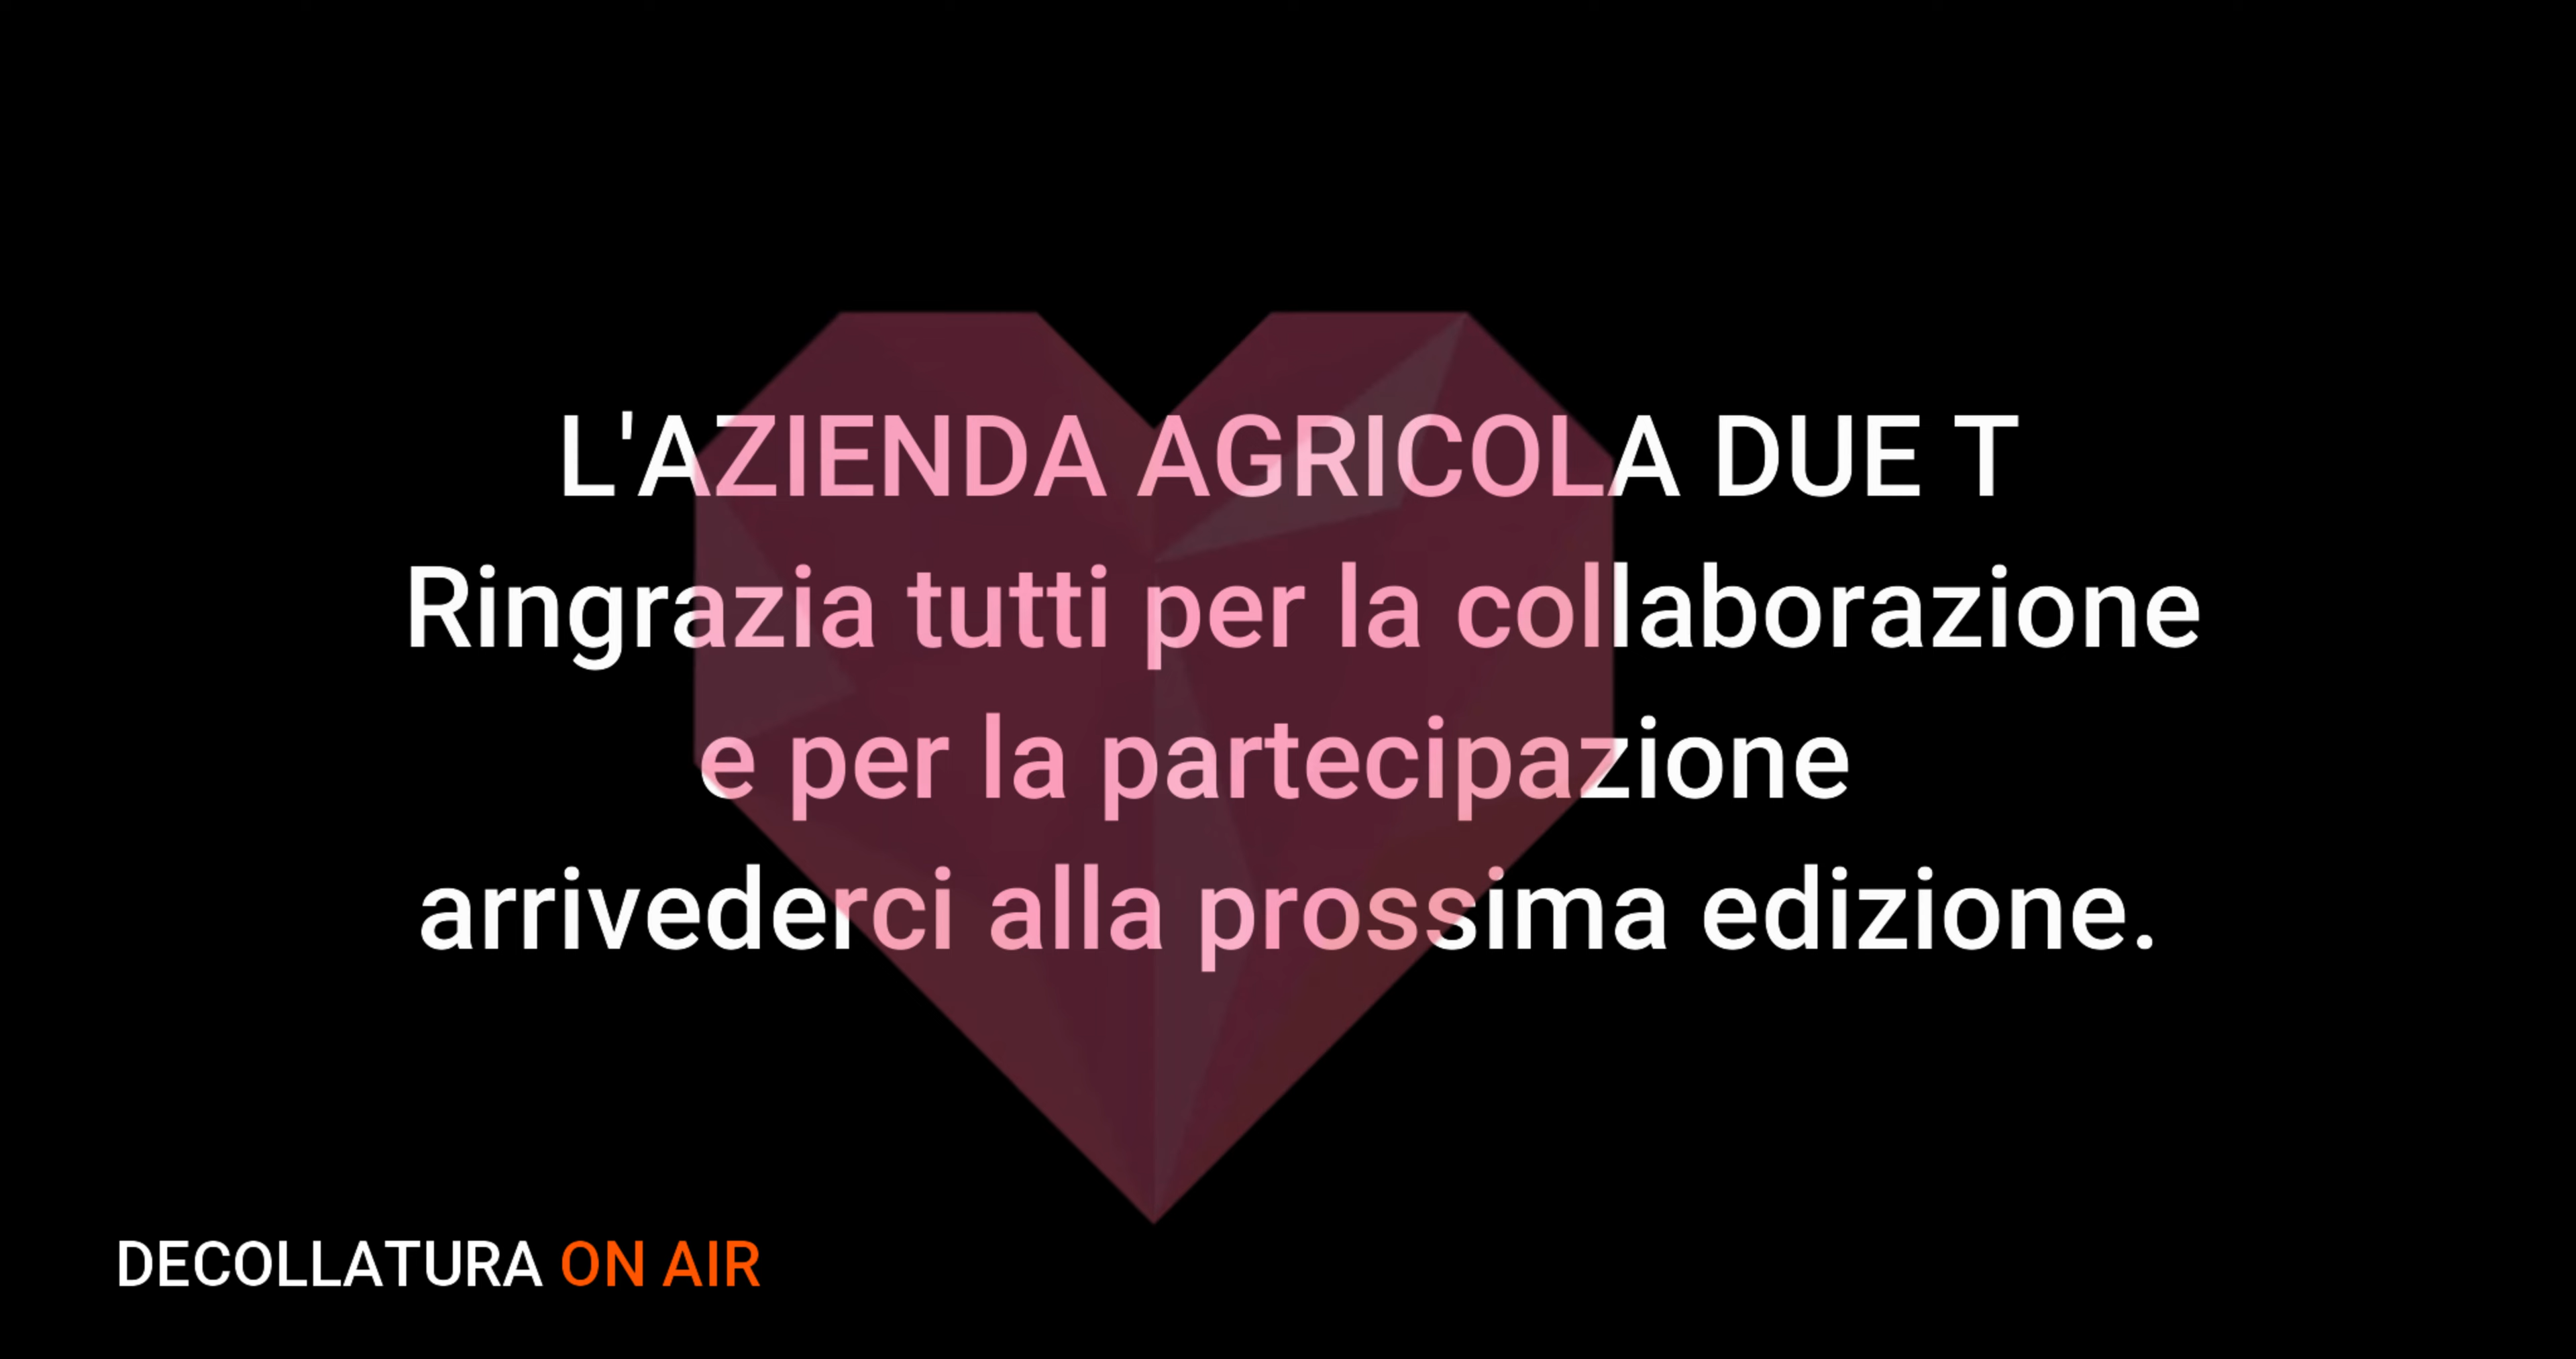 L'AZIENDA AGRICOLA DUE T
Ringrazia tutti per la collaborazione
e per la partecipazione
arrivederci alla prossima edizione.
DECOLLATURA ON AIR